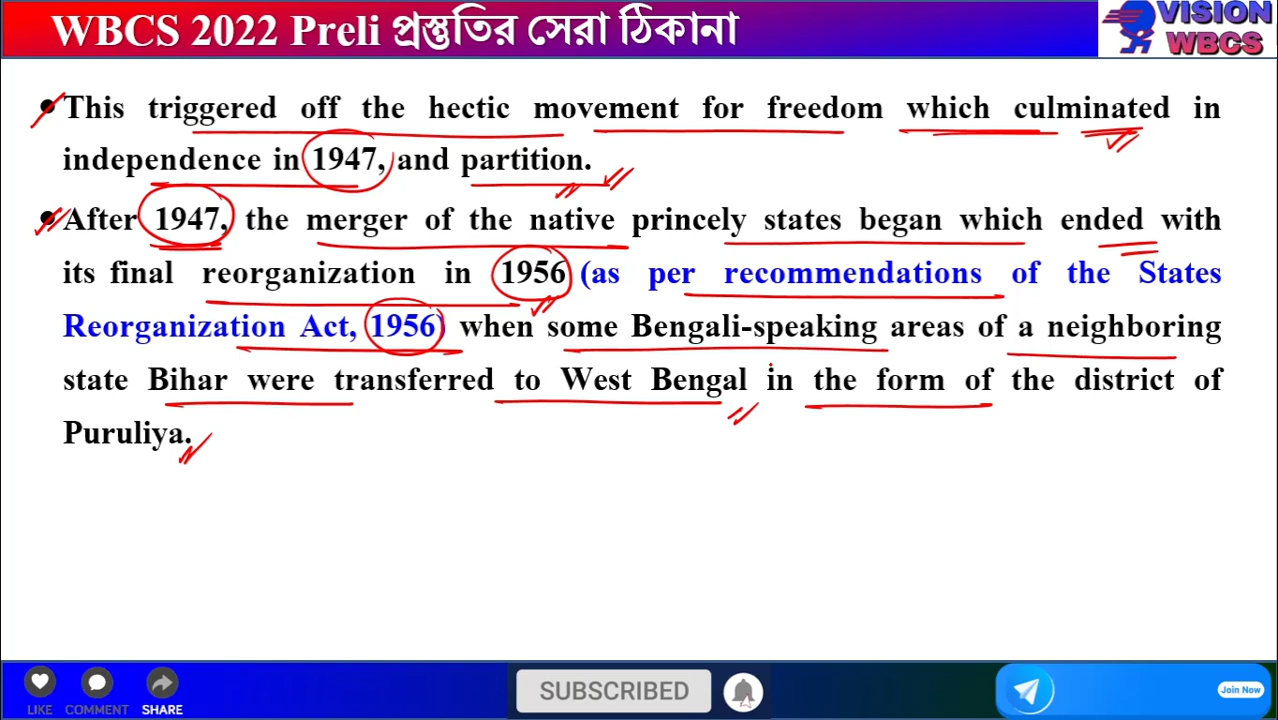 WBCS 2022 Preli প্রস্তুতির সেরা ঠিকানা
VISION
WBCS
This triggered off the hectic movement for freedom which culminated in
independence in 1947, and partition.
After 1947, the merger of the native princely states began which ended with
its final reorganization in 1956 (as per recommendations of the States
Reorganization Act, 1956) when some Bengali-speaking areas of a neighboring
state Bihar were transferred to West Bengal in the form of the district of
Puruliya.
LIKE
COMMENT
SHARE
SUBSCRIBED
Join Now